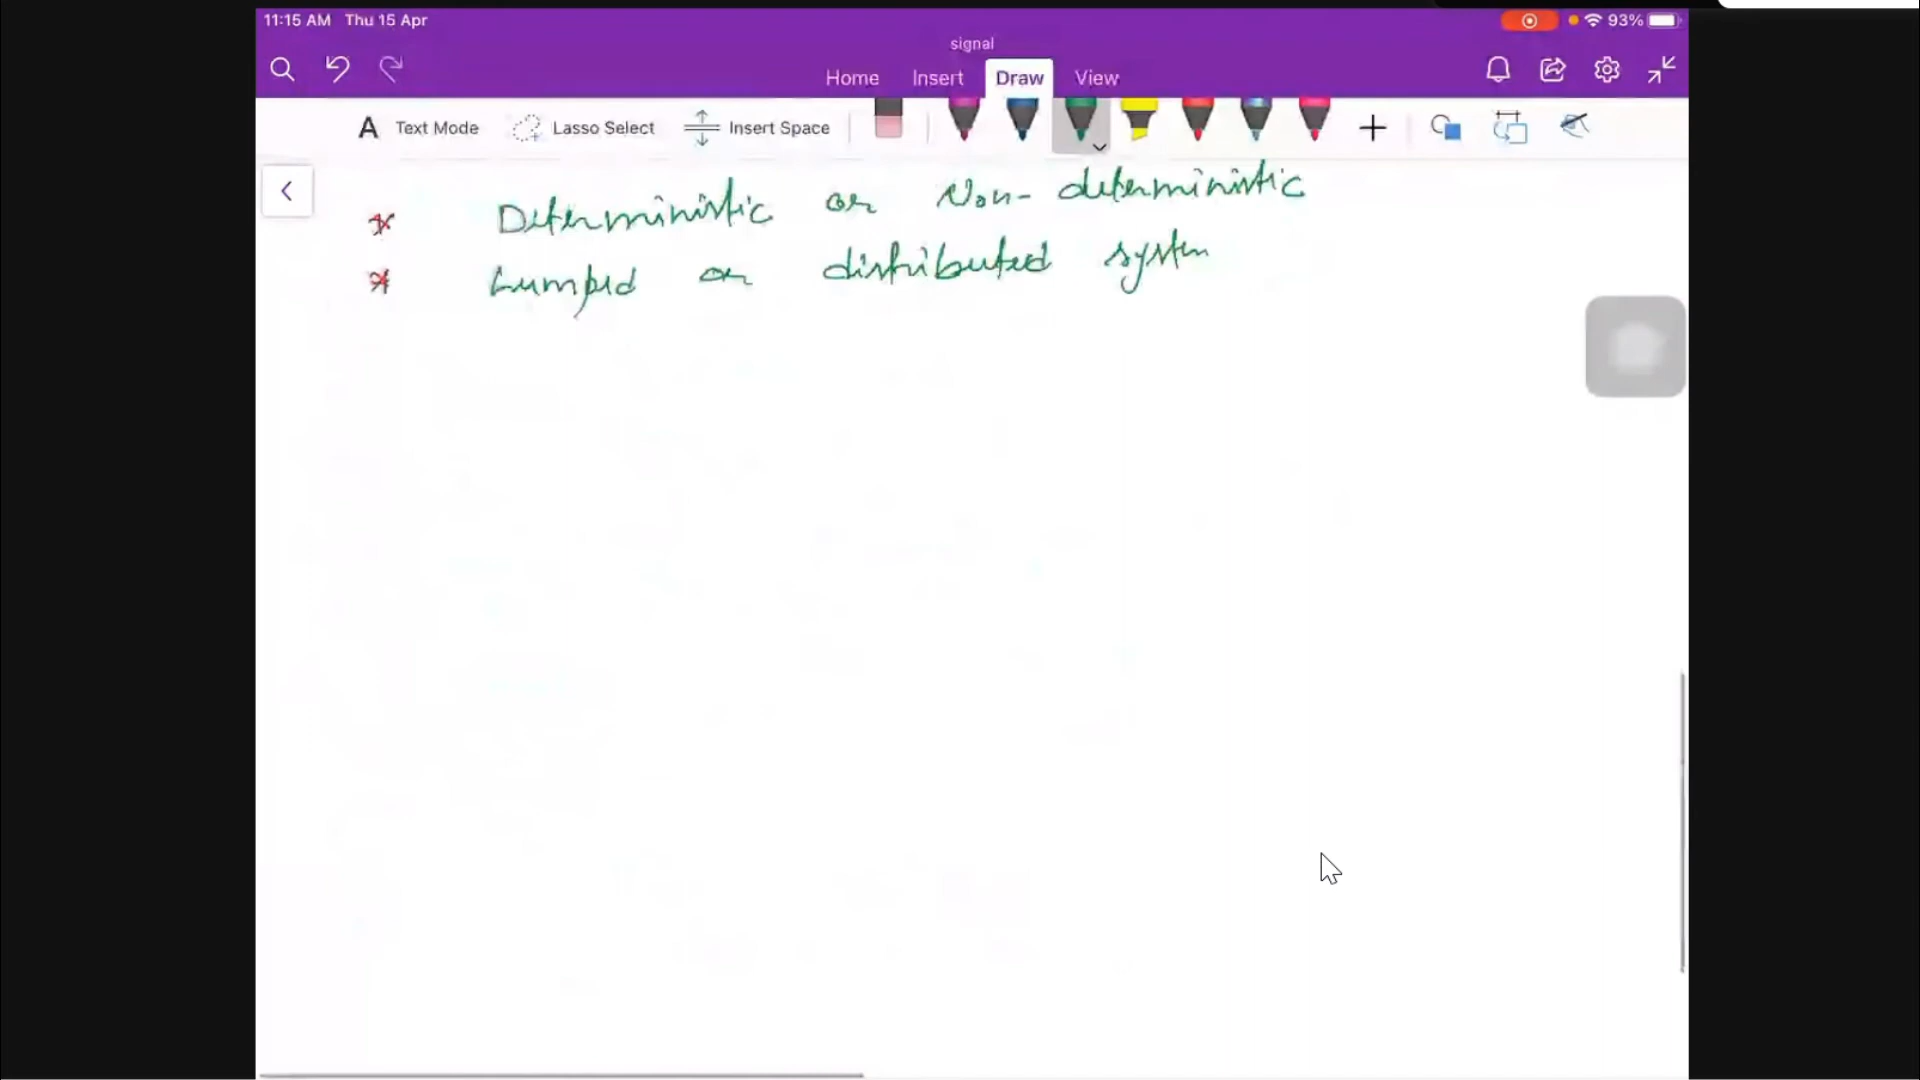 11:15 AM Thu 15 Apr
93%
signal
Home Insert Draw View
A Text Mode Lasso Select Insert Space
* Deterministic or Non-deterministic
* Lumped or distributed system